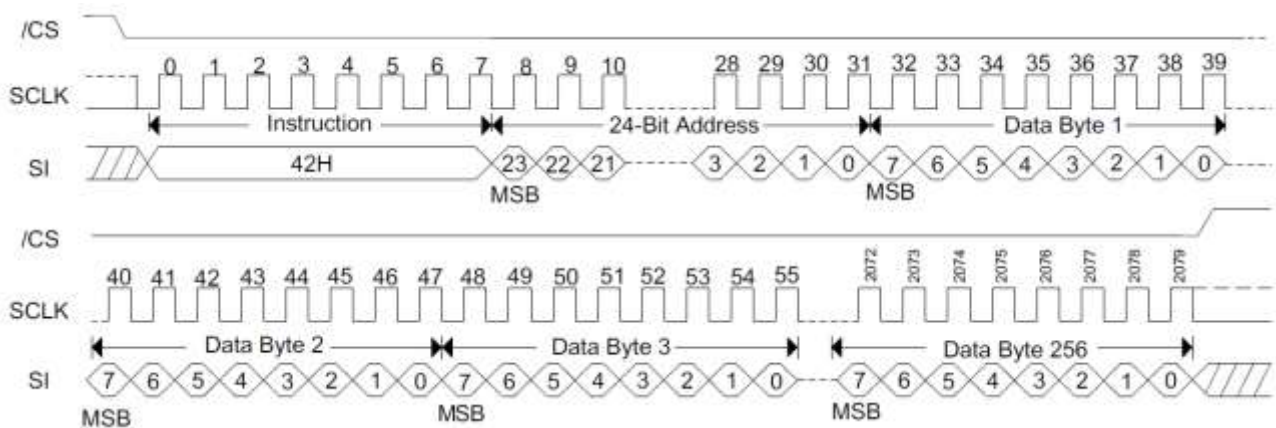 /CS
0 1 2 3 4 5 6 7 8 9 10 28 29 30 31 32 33 34 35 36 37 38 39
SCLK
Instruction 24-Bit Address Data Byte 1
SI 42H 23 22 21 3 2 1 0 7 6 5 4 3 2 1 0
MSB MSB
/CS
40 41 42 43 44 45 46 47 48 49 50 51 52 53 54 55 2072 2073 2074 2075 2076 2077 2078 2079
SCLK
Data Byte 2 Data Byte 3 Data Byte 256
SI 7 6 5 4 3 2 1 0 7 6 5 4 3 2 1 0 7 6 5 4 3 2 1 0
MSB MSB MSB